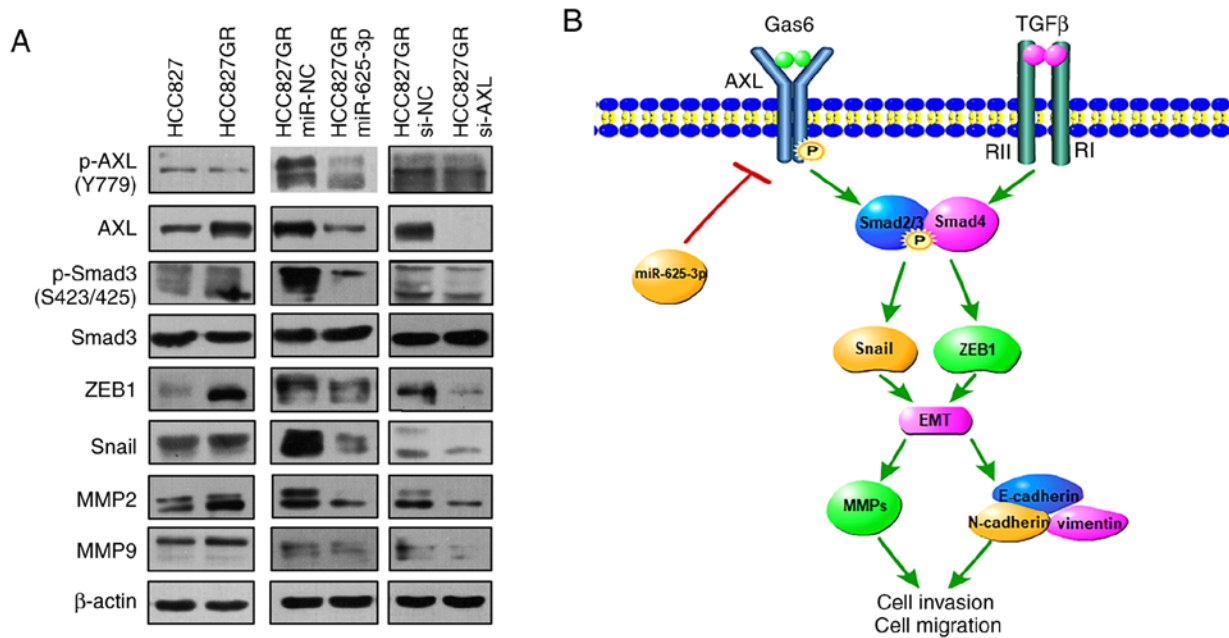 A
HCC827
HCC827GR
HCC827GR
miR-NC
HCC827GR
miR-625-3p
HCC827GR
si-NC
HCC827GR
si-AXL
p-AXL
(Y779)
AXL
p-Smad3
(S423/425)
Smad3
ZEB1
Snail
MMP2
MMP9
β-actin
B
Gas6
TGFβ
AXL
P
RII
RI
Smad2/3
Smad4
P
miR-625-3p
Snail
ZEB1
EMT
MMPs
E-cadherin
N-cadherin
vimentin
Cell invasion
Cell migration